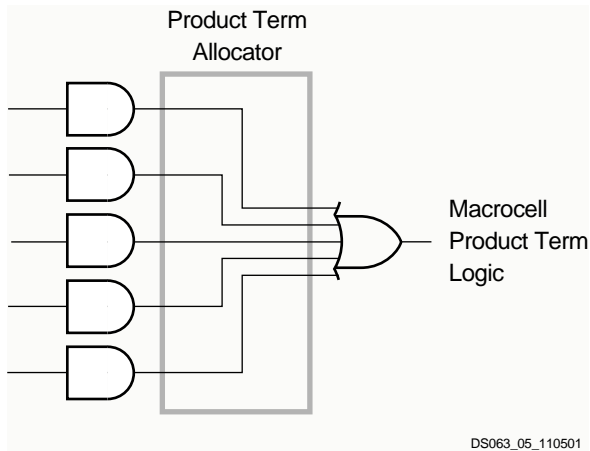 Product Term
Allocator
Macrocell
Product Term
Logic
DS063_05_110501